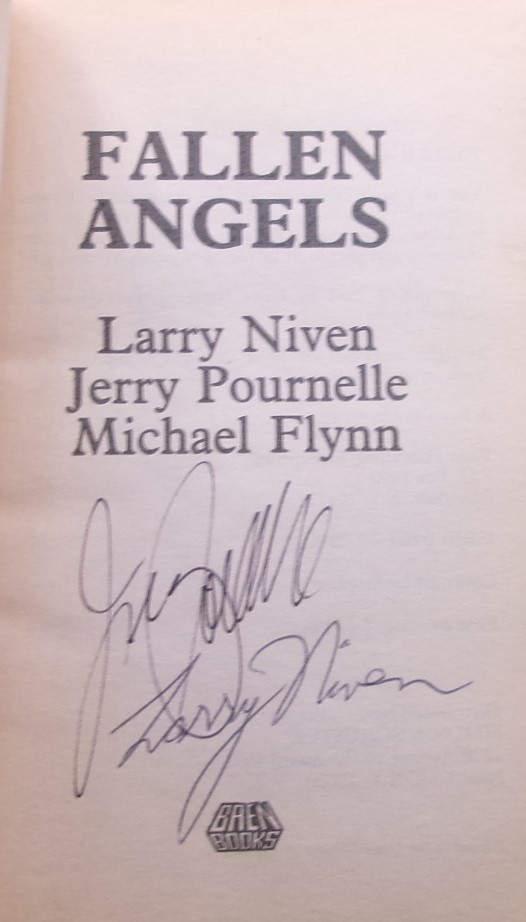 FALLEN
ANGELS
Larry Niven
Jerry Pournelle
Michael Flynn
Larry Niven
BAEN
BOOKS